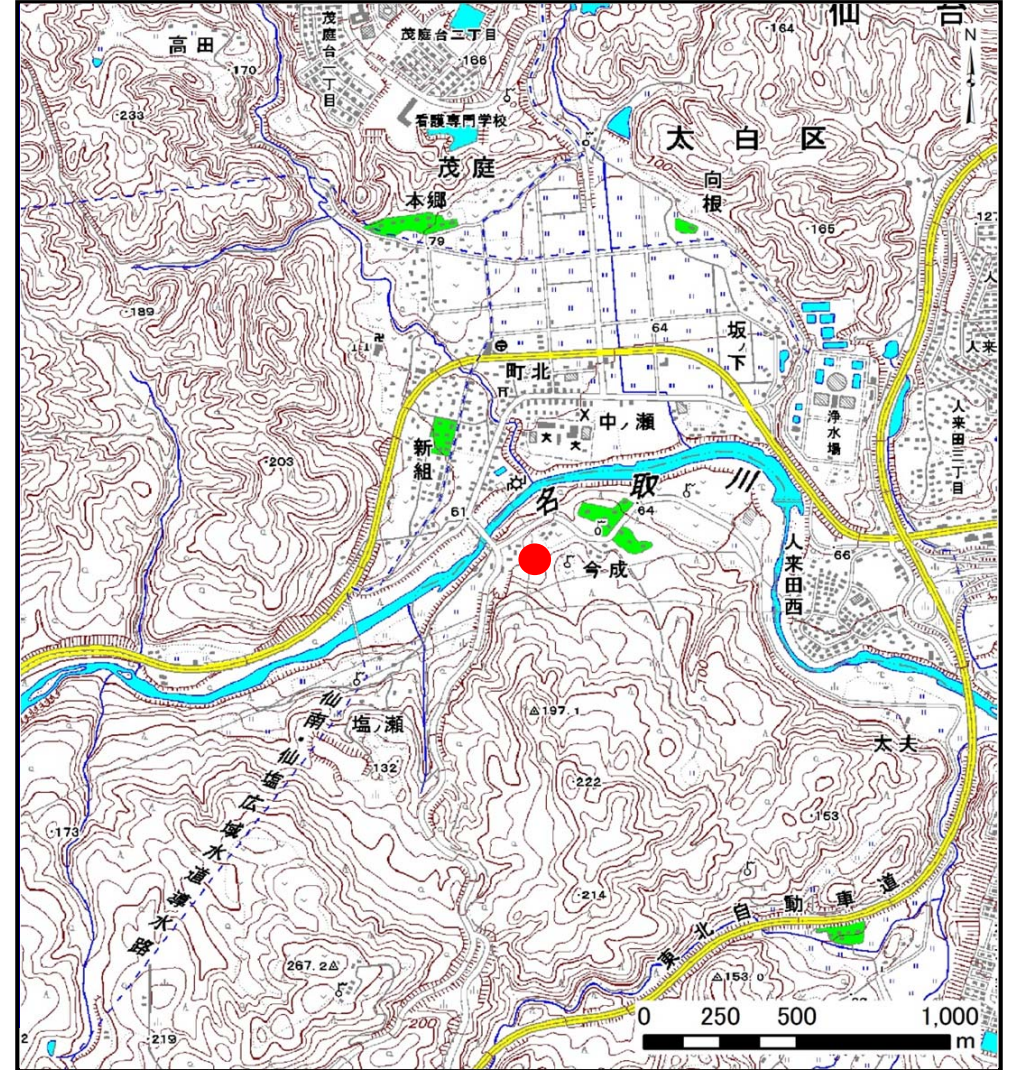 仙台
高田
茂庭台一丁目
茂庭台二丁目
·164
N
·166
·170
·233
看護専門学校
太白区
100
茂庭
本郷
向根
79
·165
127
·189
64
坂ノ下
人来
町北
中ノ瀬
浄水場
人来田三丁目
新組
·203
名取川
61
64
66
今成
人来田西
仙南・仙塩広域水道導水路
塩ノ瀬
△197.1
·132
·222
太夫
·173
·153
·214
東北自動車道
267.2△
△153.0
200
·219
2
0 250 500 1,000
m